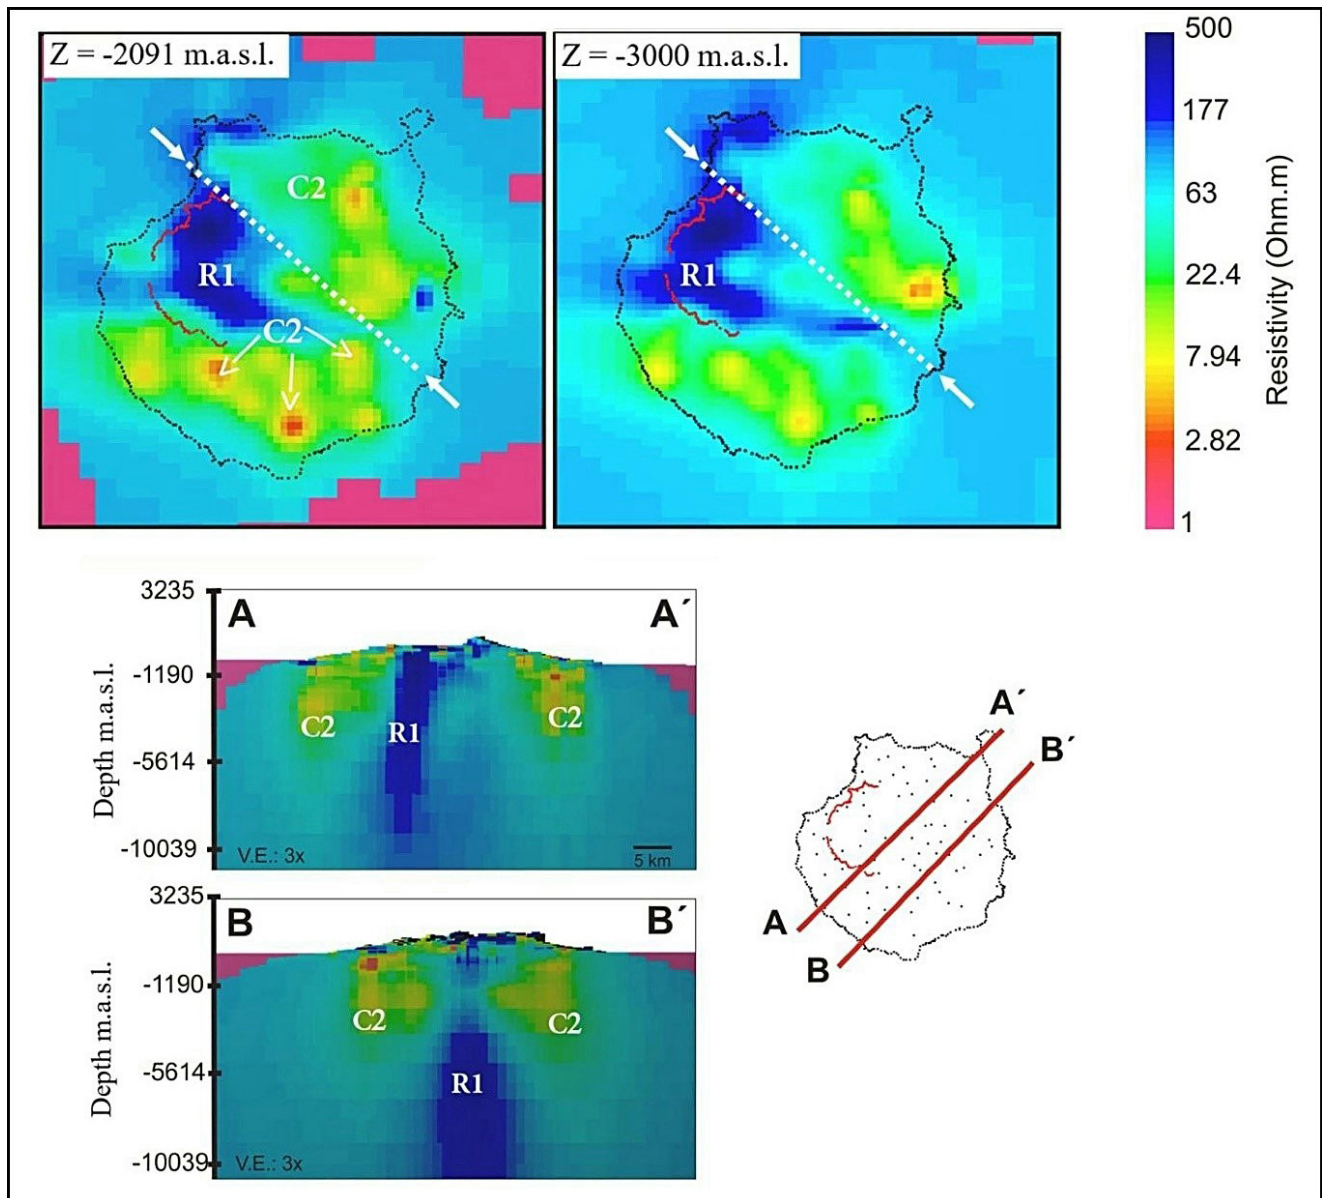 Z = -2091 m.a.s.l.
C2
R1
C2
Z = -3000 m.a.s.l.
R1
500
177
63
22.4
7.94
2.82
1
Resistivity (Ohm.m)
3235
-1190
-5614
-10039
Depth m.a.s.l.
A
A´
C2
R1
C2
V.E.: 3x
5 km
3235
-1190
-5614
-10039
Depth m.a.s.l.
B
B´
C2
R1
C2
V.E.: 3x
A´
B´
A
B